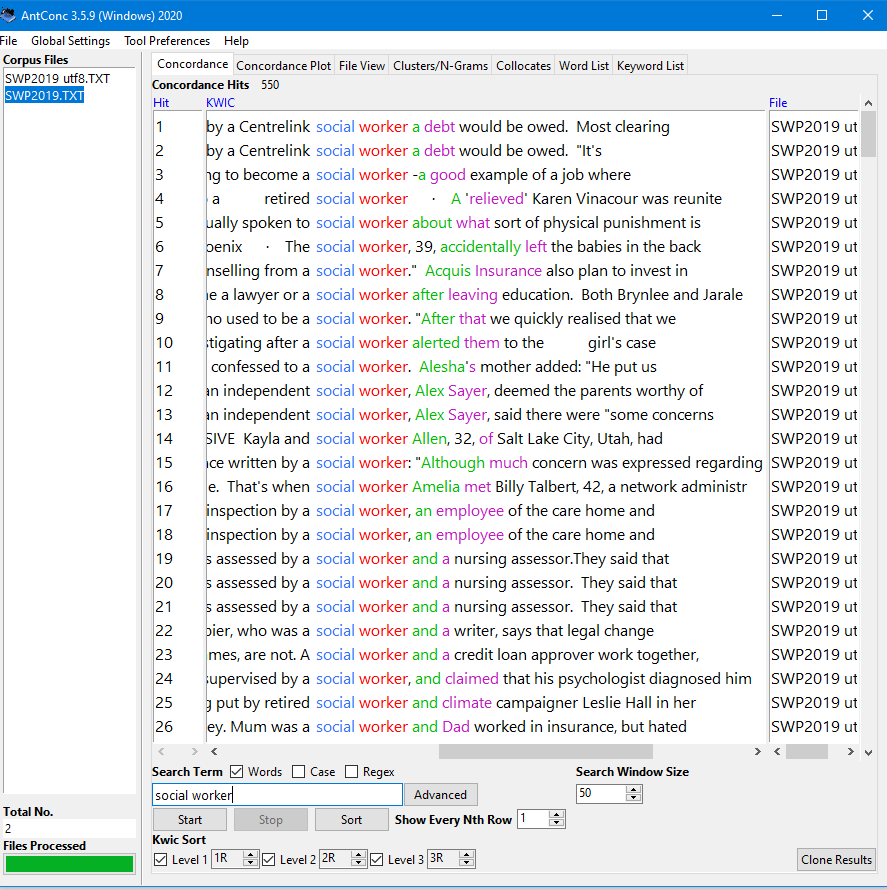 AntConc 3.5.9 (Windows) 2020
File Global Settings Tool Preferences Help
Corpus Files
SWP2019 utf8.TXT
SWP2019.TXT
Concordance Concordance Plot File View Clusters/N-Grams Collocates Word List Keyword List
Concordance Hits 550
Hit KWIC File
1 by a Centrelink social worker a debt would be owed. Most clearing SWP2019 ut
2 by a Centrelink social worker a debt would be owed. "It's SWP2019 ut
3 ng to become a social worker -a good example of a job where SWP2019 ut
4 a retired social worker · A 'relieved' Karen Vinacour was reunite SWP2019 ut
5 ually spoken to social worker about what sort of physical punishment is SWP2019 ut
6 oenix · The social worker, 39, accidentally left the babies in the back SWP2019 ut
7 nselling from a social worker." Acquis Insurance also plan to invest in SWP2019 ut
8 e a lawyer or a social worker after leaving education. Both Brynlee and Jarale SWP2019 ut
9 ho used to be a social worker. "After that we quickly realised that we SWP2019 ut
10 stigating after a social worker alerted them to the girl's case SWP2019 ut
11 confessed to a social worker. Alesha's mother added: "He put us SWP2019 ut
12 an independent social worker, Alex Sayer, deemed the parents worthy of SWP2019 ut
13 an independent social worker, Alex Sayer, said there were "some concerns SWP2019 ut
14 SIVE Kayla and social worker Allen, 32, of Salt Lake City, Utah, had SWP2019 ut
15 ce written by a social worker: "Although much concern was expressed regarding SWP2019 ut
16 e. That's when social worker Amelia met Billy Talbert, 42, a network administr SWP2019 ut
17 inspection by a social worker, an employee of the care home and SWP2019 ut
18 inspection by a social worker, an employee of the care home and SWP2019 ut
19 s assessed by a social worker and a nursing assessor.They said that SWP2019 ut
20 s assessed by a social worker and a nursing assessor. They said that SWP2019 ut
21 s assessed by a social worker and a nursing assessor. They said that SWP2019 ut
22 pier, who was a social worker and a writer, says that legal change SWP2019 ut
23 mes, are not. A social worker and a credit loan approver work together, SWP2019 ut
24 supervised by a social worker, and claimed that his psychologist diagnosed him SWP2019 ut
25 g put by retired social worker and climate campaigner Leslie Hall in her SWP2019 ut
26 ey. Mum was a social worker and Dad worked in insurance, but hated SWP2019 ut
Search Term Words Case Regex Search Window Size
social worker Advanced 50
Start Stop Sort Show Every Nth Row 1
Kwic Sort
Level 1 1R Level 2 2R Level 3 3R Clone Results
Total No.
2
Files Processed